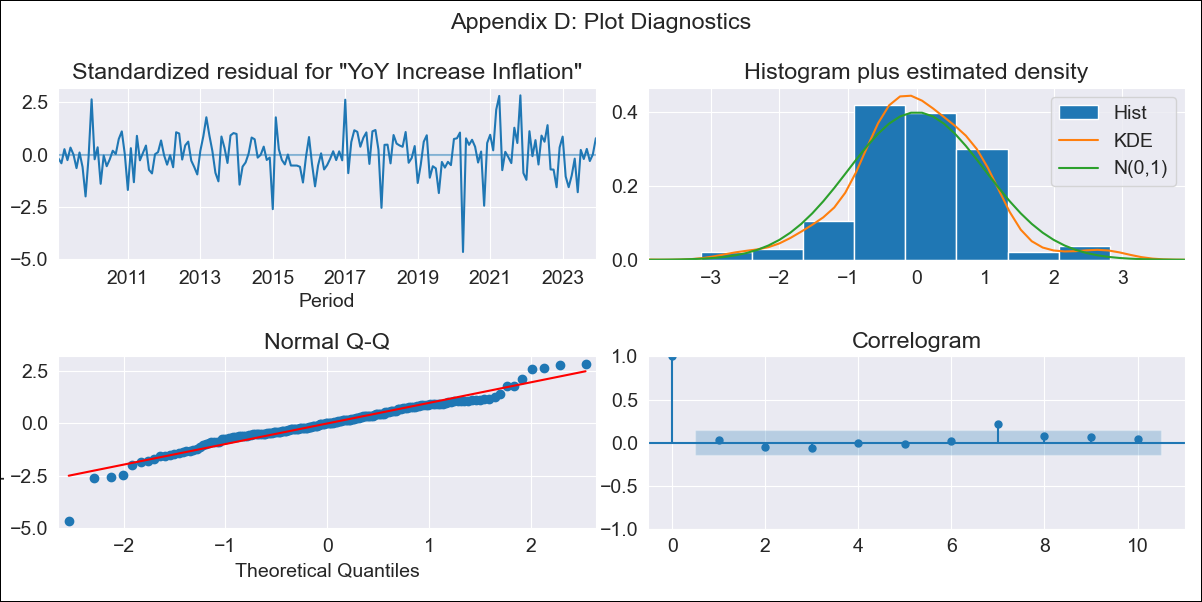 Appendix D: Plot Diagnostics
Standardized residual for "YoY Increase Inflation"
2.5
0.0
−2.5
−5.0
2011 2013 2015 2017 2019 2021 2023
Period
Histogram plus estimated density
0.4
0.2
0.0
−3 −2 −1 0 1 2 3
Hist
KDE
N(0,1)
Normal Q-Q
2.5
0.0
−2.5
−5.0
−2 −1 0 1 2
Theoretical Quantiles
Correlogram
1.0
0.5
0.0
−0.5
−1.0
0 2 4 6 8 10